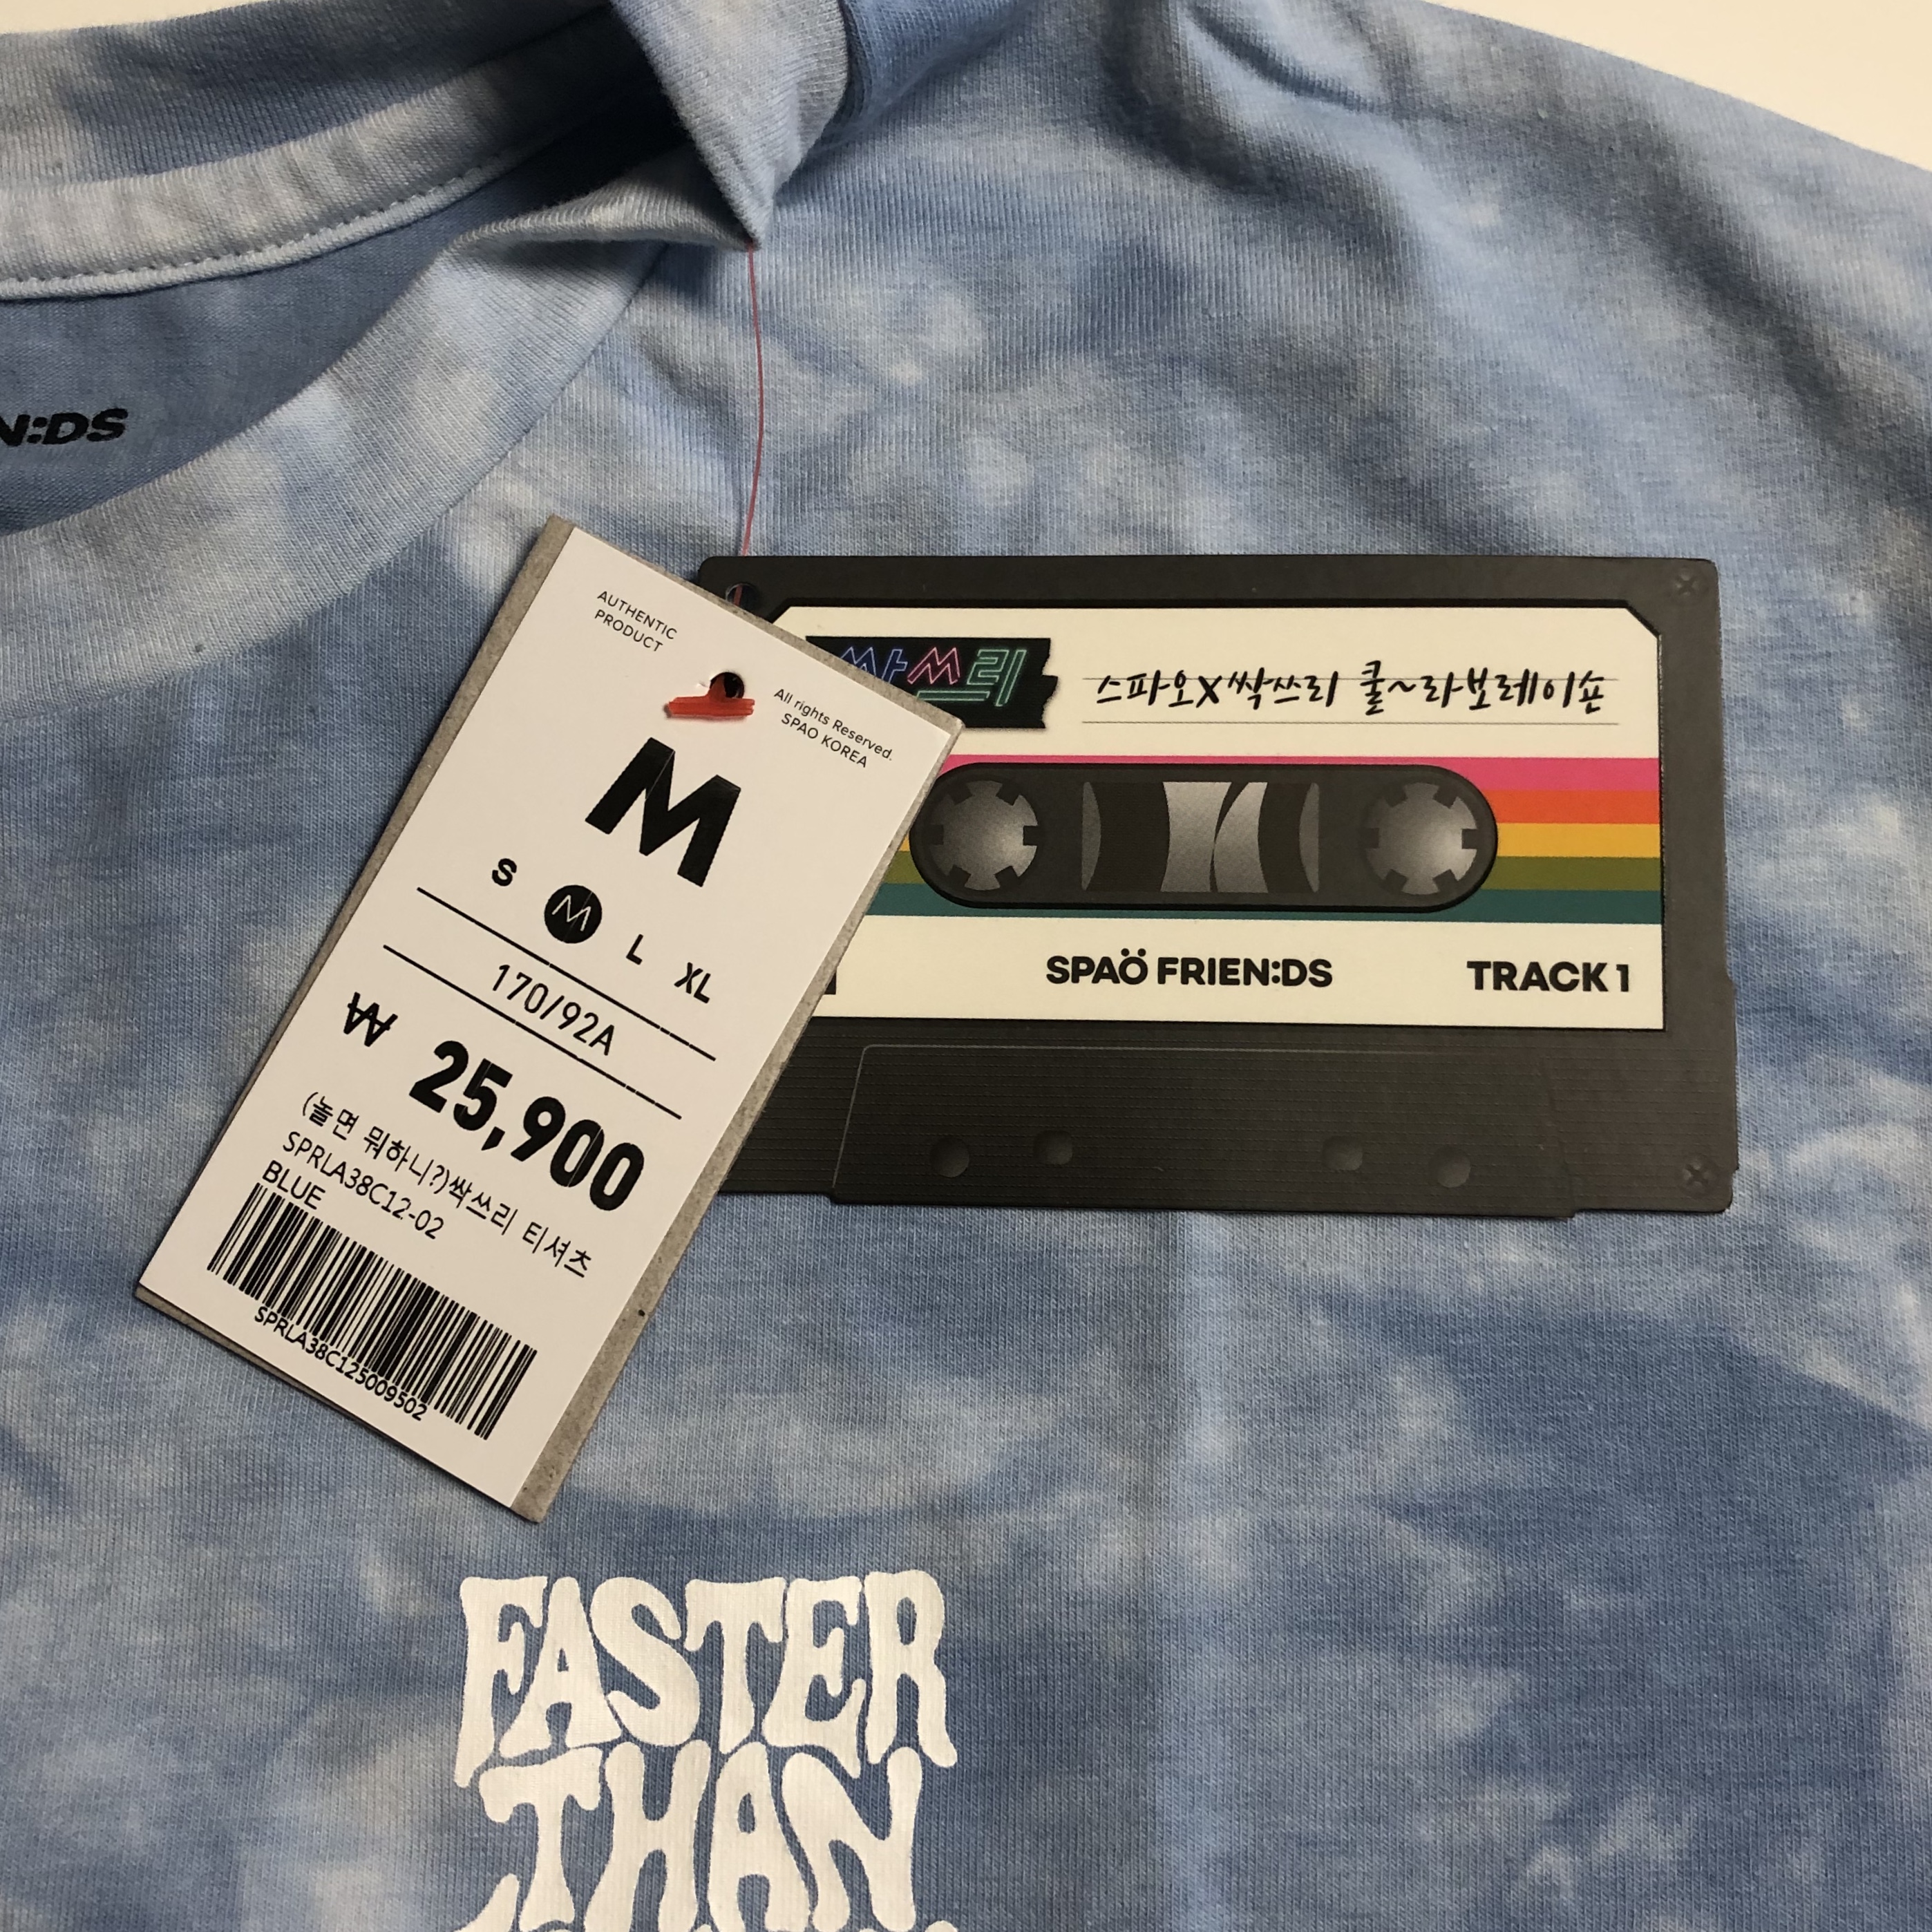 N:DS
AUTHENTIC
PRODUCT
All rights Reserved.
SPAO KOREA
M
S M L XL
170/92A
₩ 25,900
(놀면 뭐하니?)싹쓰리 티셔츠
SPRLA38C12-02
BLUE
SPRLA38C125009502
싹쓰리
스파오X싹쓰리 쿨~라보레이숀
SPAÖ FRIEN:DS
TRACK 1
FASTER
THAN